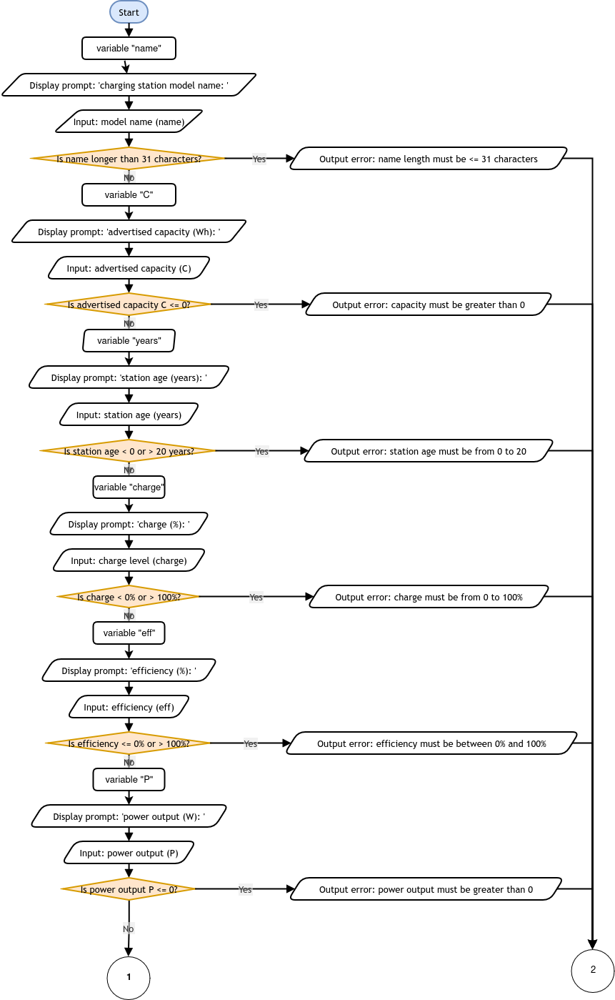 Start
variable "name"
Display prompt: 'charging station model name: '
Input: model name (name)
Is name longer than 31 characters?
Yes
Output error: name length must be <= 31 characters
No
variable "C"
Display prompt: 'advertised capacity (Wh): '
Input: advertised capacity (C)
Is advertised capacity C <= 0?
Yes
Output error: capacity must be greater than 0
No
variable "years"
Display prompt: 'station age (years): '
Input: station age (years)
Is station age < 0 or > 20 years?
Yes
Output error: station age must be from 0 to 20
No
variable "charge"
Display prompt: 'charge (%): '
Input: charge level (charge)
Is charge < 0% or > 100%?
Yes
Output error: charge must be from 0 to 100%
No
variable "eff"
Display prompt: 'efficiency (%): '
Input: efficiency (eff)
Is efficiency <= 0% or > 100%?
Yes
Output error: efficiency must be between 0% and 100%
No
variable "P"
Display prompt: 'power output (W): '
Input: power output (P)
Is power output P <= 0?
Yes
Output error: power output must be greater than 0
No
1
2